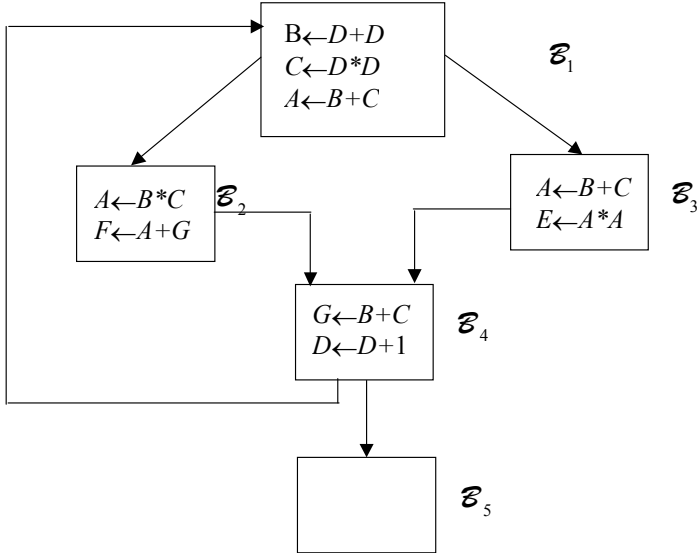 B←D+D
C←D*D
A←B+C
ℬ1
A←B*C
F←A+G
ℬ2
A←B+C
E←A*A
ℬ3
G←B+C
D←D+1
ℬ4
ℬ5